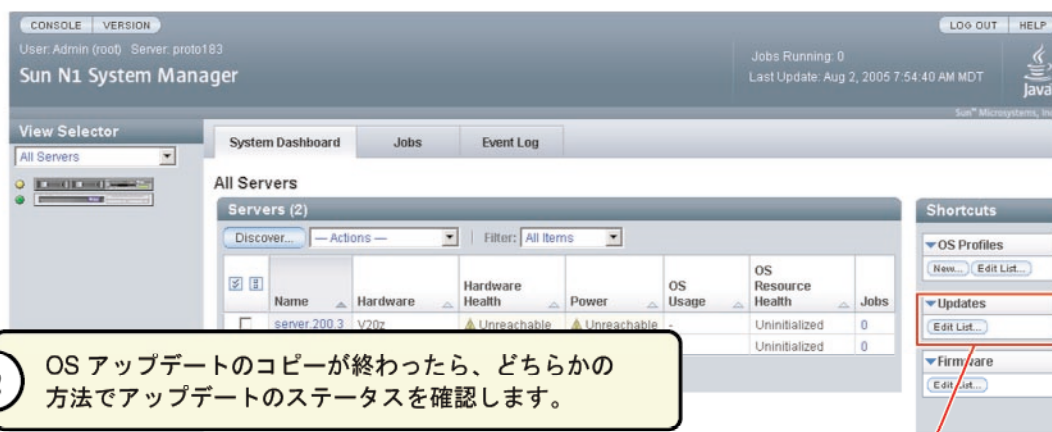 CONSOLE VERSION LOG OUT HELP
User: Admin (root) Server: proto183
Sun N1 System Manager
Jobs Running: 0
Last Update: Aug 2, 2005 7:54:40 AM MDT
Java
Sun™ Microsystems, Inc
View Selector
All Servers
System Dashboard Jobs Event Log
All Servers
Servers (2)
Discover... — Actions — Filter: All Items
Name Hardware Hardware Health Power OS Usage OS Resource Health Jobs
server.200.3 V20z Unreachable Unreachable - Uninitialized 0
Uninitialized 0
Shortcuts
OS Profiles
New... Edit List...
Updates
Edit List...
Firmware
Edit List...
OS アップデートのコピーが終わったら、どちらかの
方法でアップデートのステータスを確認します。